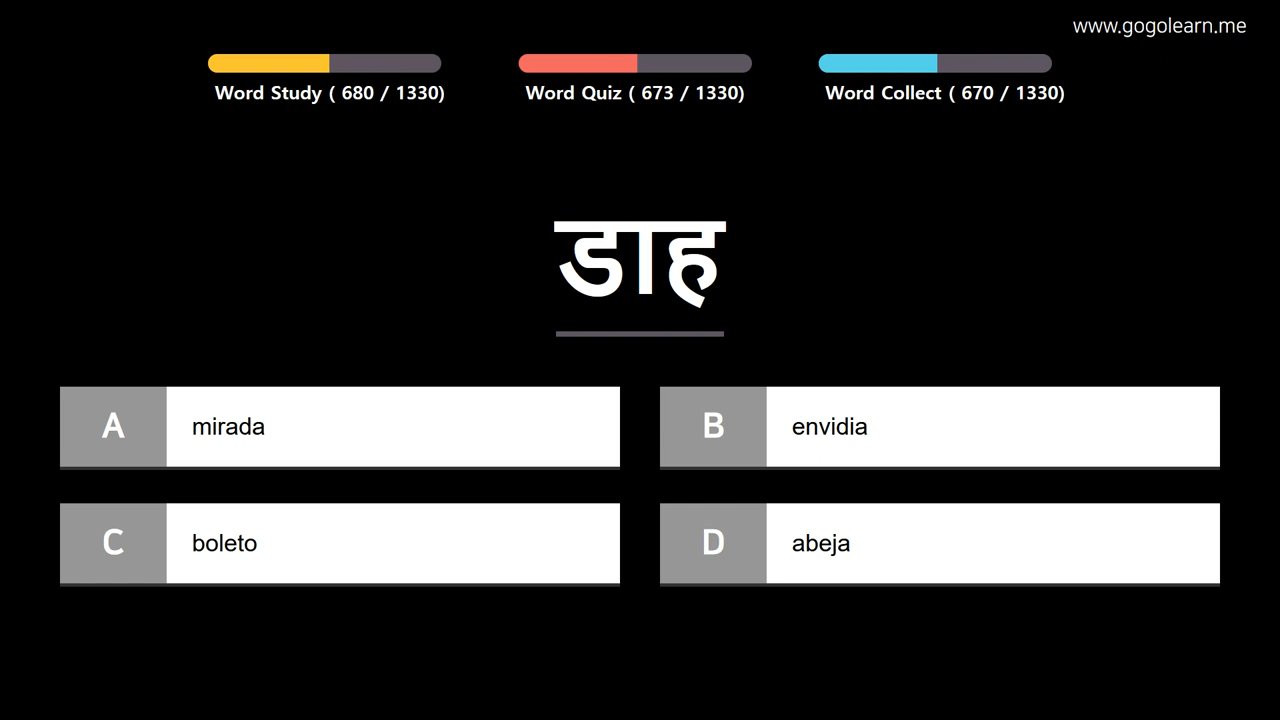 www.gogolearn.me
Word Study ( 680 / 1330)
Word Quiz ( 673 / 1330)
Word Collect ( 670 / 1330)
डाह
A mirada
B envidia
C boleto
D abeja